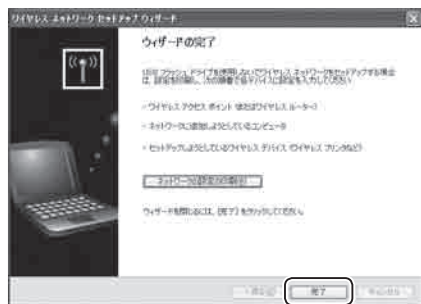 ワイヤレス ネットワーク セットアップ ウィザード
ウィザードの完了
USB フラッシュ ドライブを使用しないでワイヤレス ネットワークをセットアップする場合
は、設定を印刷し、次の順番で各デバイスに設定を入力してください。
・ワイヤレス アクセス ポイント (またはワイヤレス ルーター)
・ネットワークに追加しようとしているコンピュータ
・セットアップしようとしているワイヤレス デバイス (ワイヤレス プリンタなど)
ネットワークの設定の印刷(P)
ウィザードを閉じるには、[完了] をクリックしてください。
< 戻る(B)
完了
キャンセル